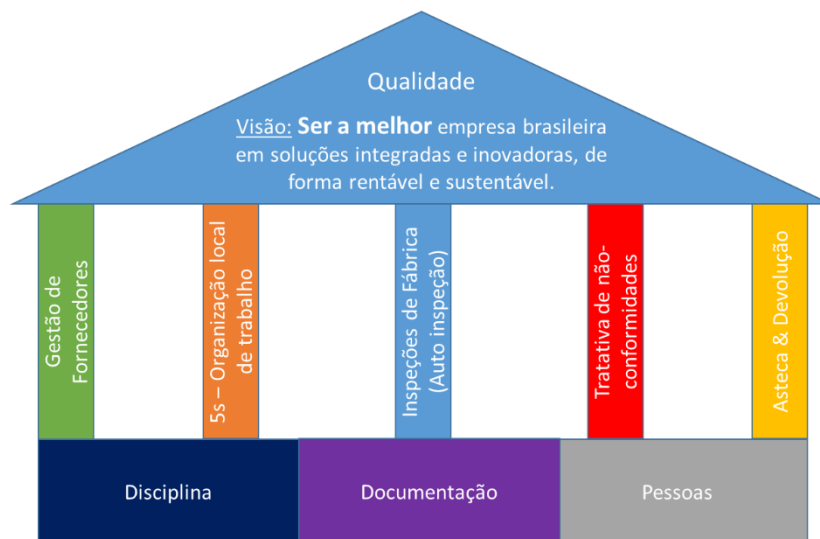 Qualidade
Visão: Ser a melhor empresa brasileira
em soluções integradas e inovadoras, de
forma rentável e sustentável.
Gestão de
Fornecedores
5s – Organização local
de trabalho
Inspeções de Fábrica
(Auto inspeção)
Tratativa de não-
conformidades
Asteca & Devolução
Disciplina
Documentação
Pessoas